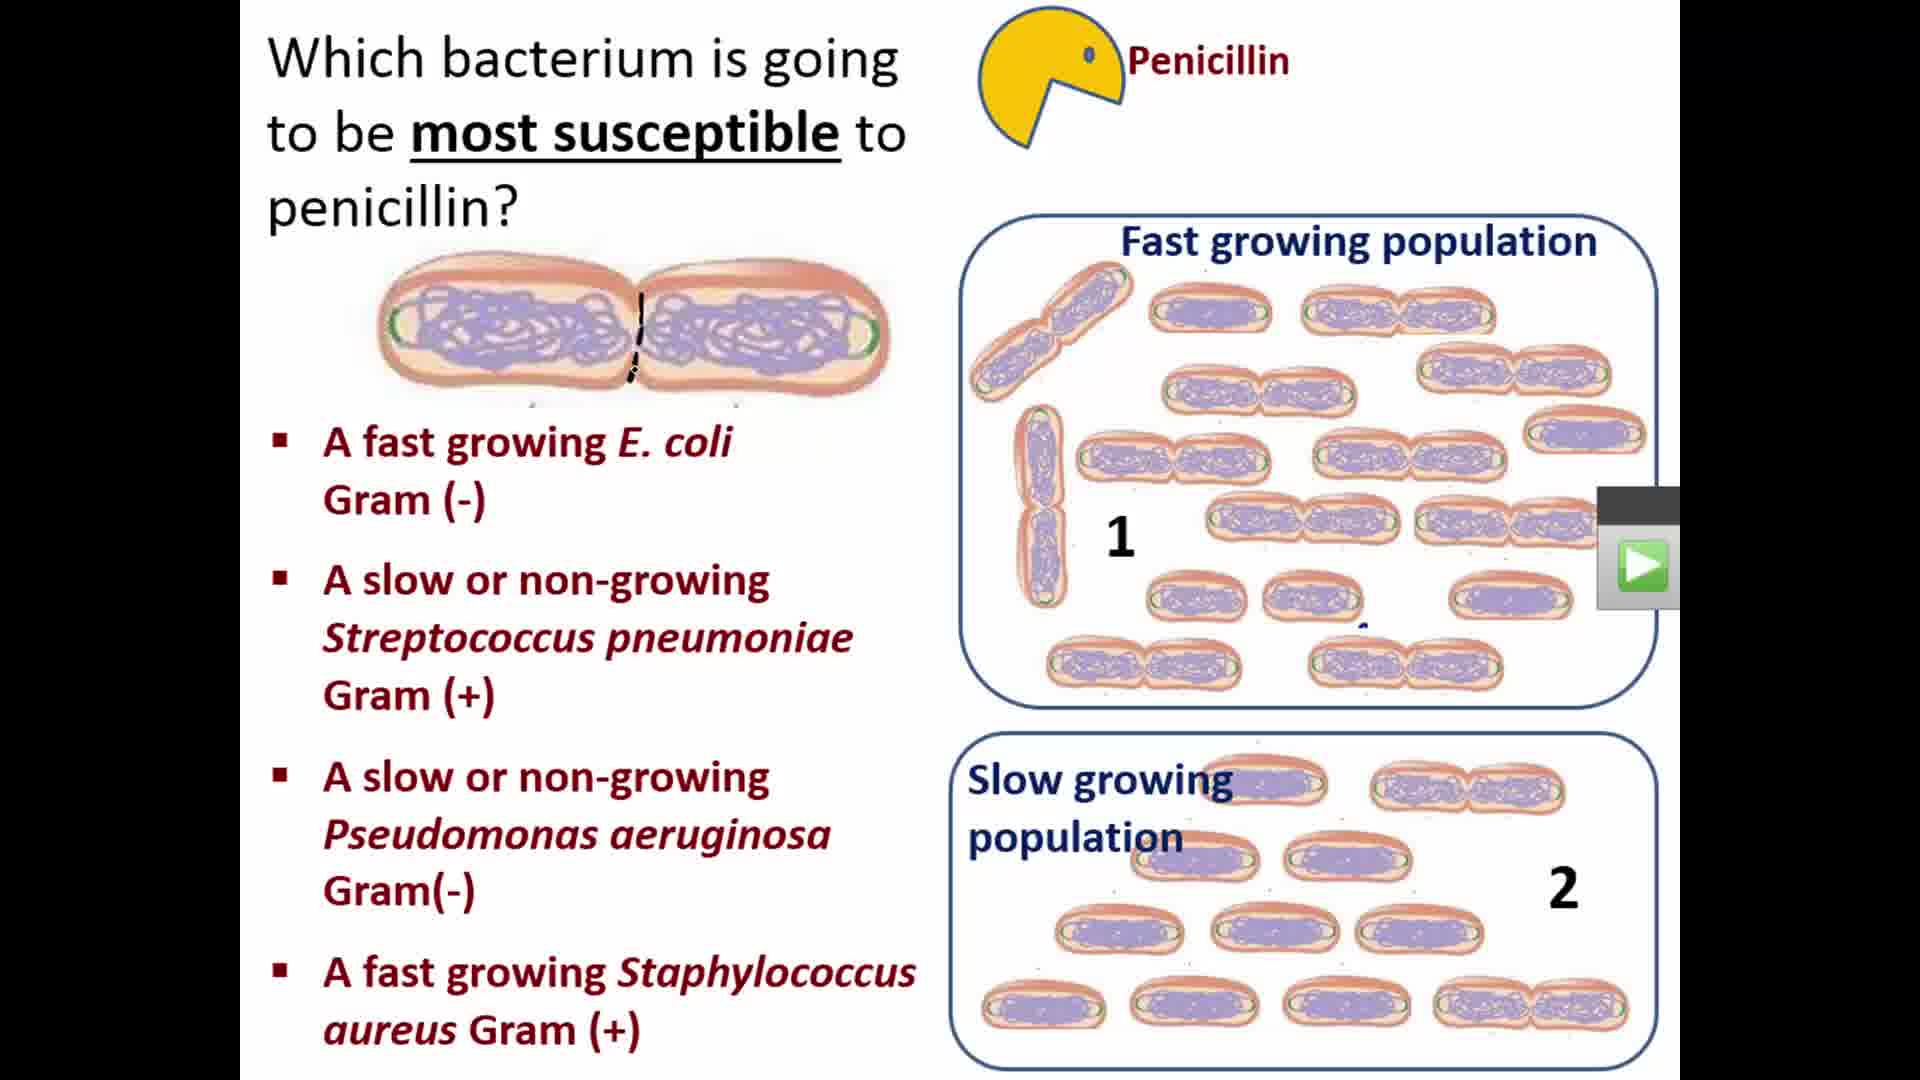 Which bacterium is going
to be most susceptible to
penicillin?
Penicillin
▪ A fast growing E. coli
Gram (-)
▪ A slow or non-growing
Streptococcus pneumoniae
Gram (+)
▪ A slow or non-growing
Pseudomonas aeruginosa
Gram(-)
▪ A fast growing Staphylococcus
aureus Gram (+)
Fast growing population
1
Slow growing
population
2